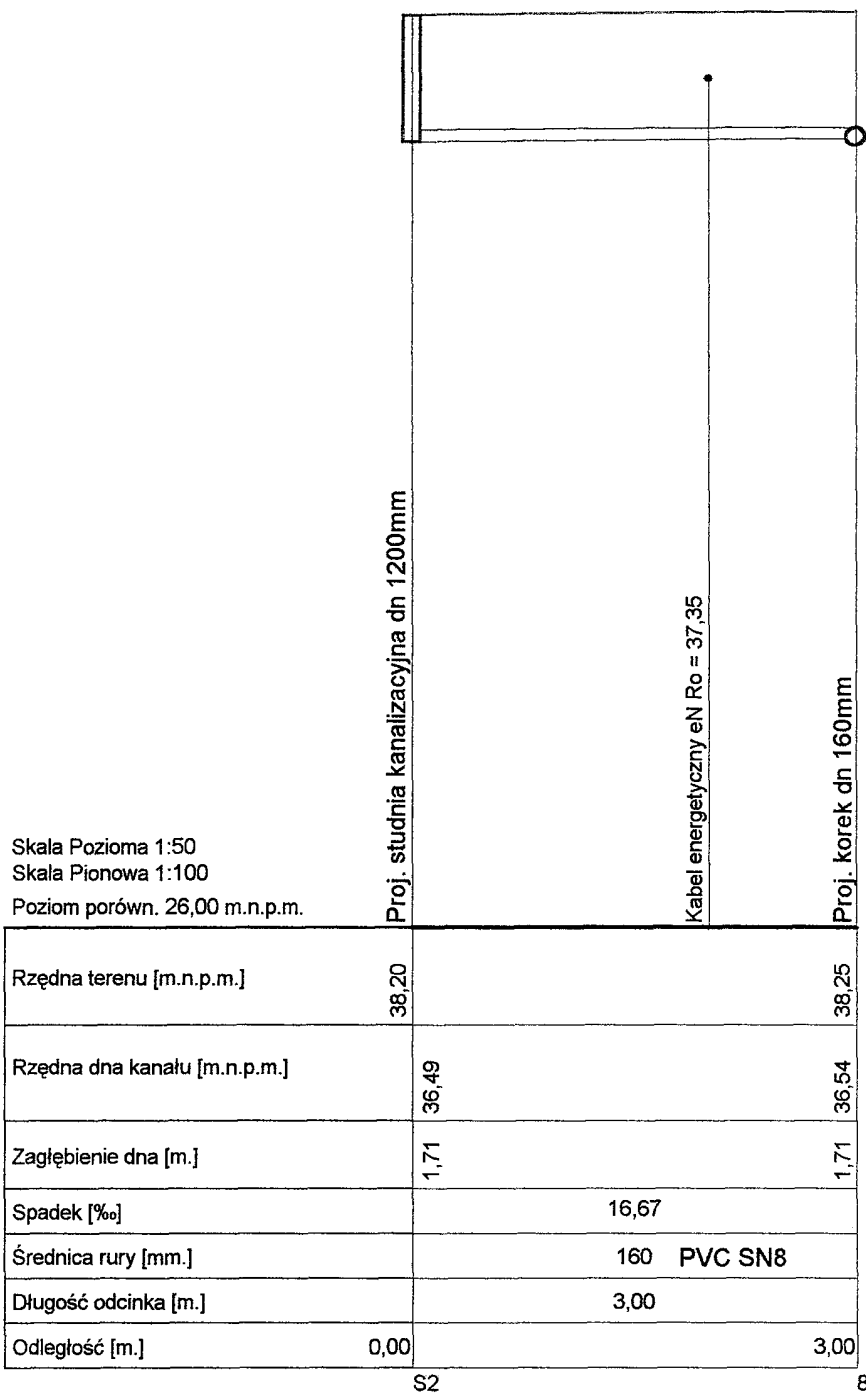 Proj. studnia kanalizacyjna dn 1200mm
Kabel energetyczny eN Ro = 37,35
Proj. korek dn 160mm
Skala Pozioma 1:50
Skala Pionowa 1:100
Poziom porówn. 26,00 m.n.p.m.
Rzędna terenu [m.n.p.m.] 38,20 38,25
Rzędna dna kanału [m.n.p.m.] 36,49 36,54
Zagłębienie dna [m.] 1,71 1,71
Spadek [‰] 16,67
Średnica rury [mm.] 160 PVC SN8
Długość odcinka [m.] 3,00
Odległość [m.] 0,00 3,00
S2